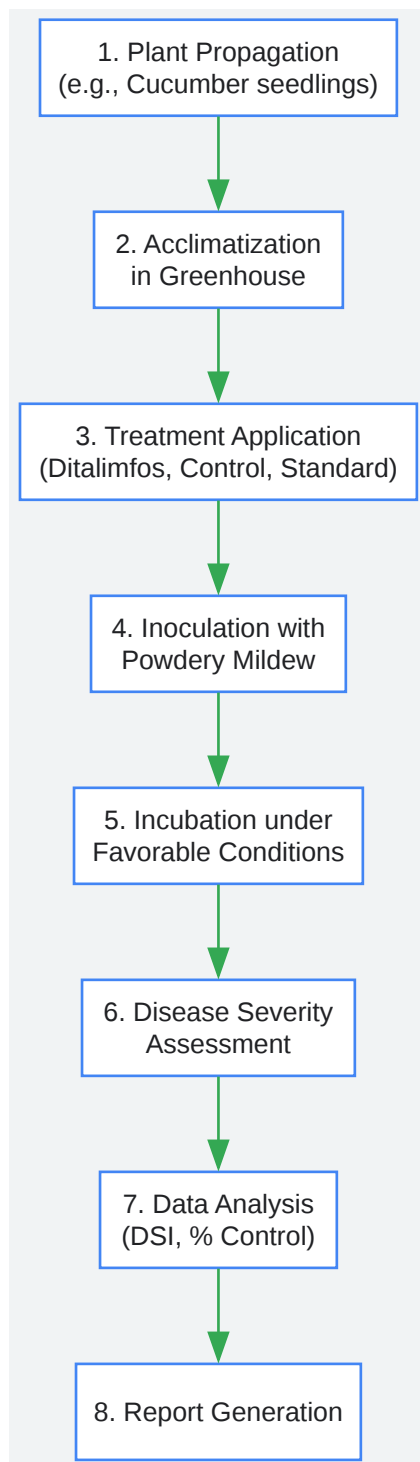 1. Plant Propagation
(e.g., Cucumber seedlings)
2. Acclimatization
in Greenhouse
3. Treatment Application
(Ditalimfos, Control, Standard)
4. Inoculation with
Powdery Mildew
5. Incubation under
Favorable Conditions
6. Disease Severity
Assessment
7. Data Analysis
(DSI, % Control)
8. Report Generation